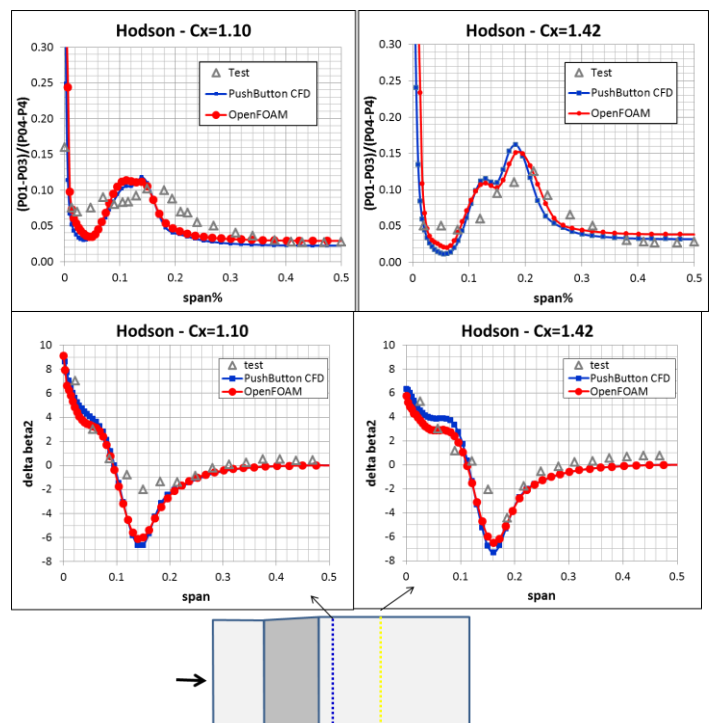 Hodson - Cx=1.10
(P01-P03)/(P04-P4)
0.30
0.25
0.20
0.15
0.10
0.05
0.00
Test
PushButton CFD
OpenFOAM
0 0.1 0.2 0.3 0.4 0.5
span%
Hodson - Cx=1.42
(P01-P03)/(P04-P4)
0.30
0.25
0.20
0.15
0.10
0.05
0.00
Test
PushButton CFD
OpenFOAM
0 0.1 0.2 0.3 0.4 0.5
span%
Hodson - Cx=1.10
delta beta2
10
8
6
4
2
0
-2
-4
-6
-8
test
PushButton CFD
OpenFOAM
0 0.1 0.2 0.3 0.4 0.5
span
Hodson - Cx=1.42
delta beta2
10
8
6
4
2
0
-2
-4
-6
-8
test
PushButton CFD
OpenFOAM
0 0.1 0.2 0.3 0.4 0.5
span